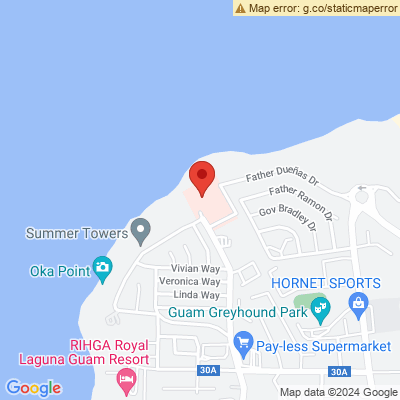 Map error: g.co/staticmaperror
Father Dueñas Dr
Father Ramon Dr
Gov Bradley Dr
Summer Towers
Oka Point
Vivian Way
Veronica Way
Linda Way
HORNET SPORTS
Guam Greyhound Park
RIHGA Royal
Laguna Guam Resort
Pay-less Supermarket
30A
30A
Google
Map data ©2024 Google